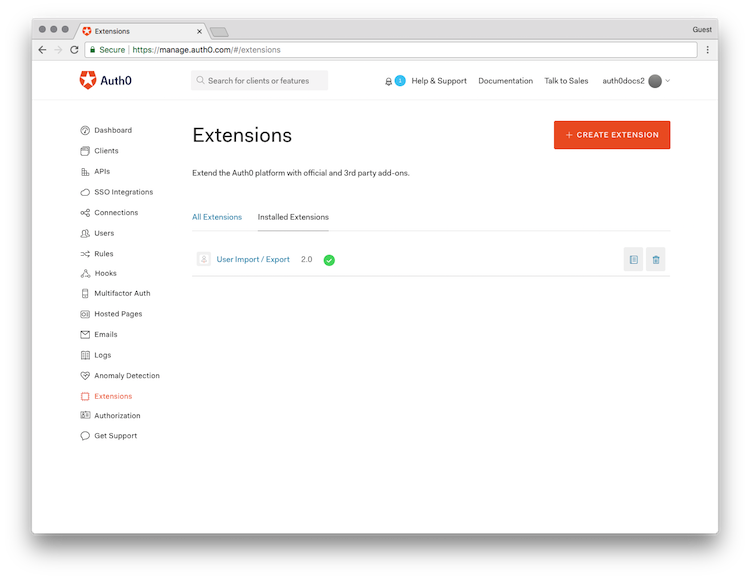 Extensions
Guest
Secure https://manage.auth0.com/#/extensions
Auth0
Search for clients or features
1
Help & Support
Documentation
Talk to Sales
auth0docs2
Dashboard
Clients
APIs
SSO Integrations
Connections
Users
Rules
Hooks
Multifactor Auth
Hosted Pages
Emails
Logs
Anomaly Detection
Extensions
Authorization
Get Support
Extensions
+ CREATE EXTENSION
Extend the Auth0 platform with official and 3rd party add-ons.
All Extensions
Installed Extensions
User Import / Export 2.0